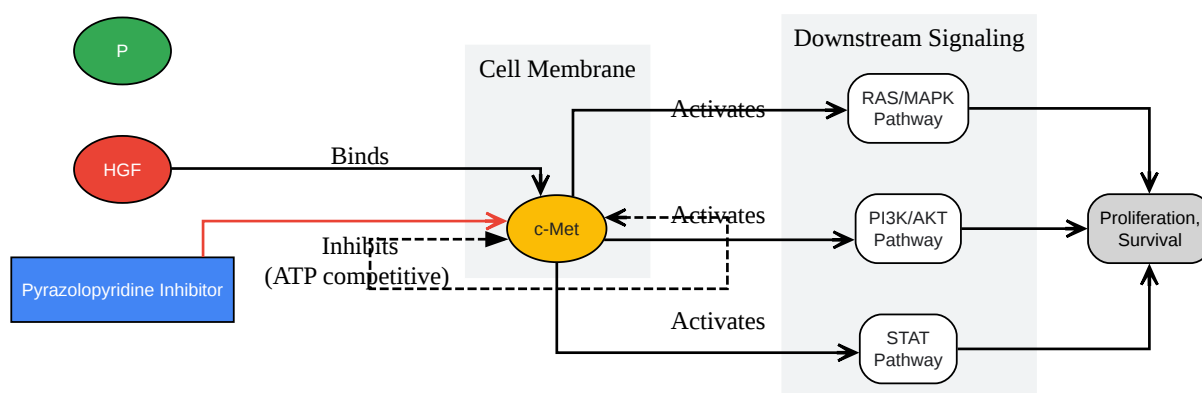 P
HGF
Pyrazolopyridine Inhibitor
Binds
Inhibits
(ATP competitive)
Cell Membrane
c-Met
Activates
Activates
Activates
Downstream Signaling
RAS/MAPK
Pathway
PI3K/AKT
Pathway
STAT
Pathway
Proliferation,
Survival